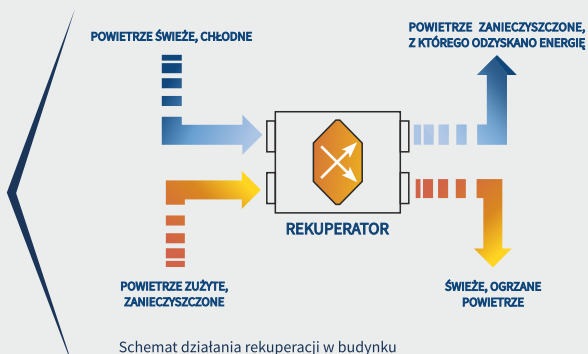 POWIETRZE ŚWIEŻE, CHŁODNE
POWIETRZE ZANIECZYSZCZONE,
Z KTÓREGO ODZYSKANO ENERGIĘ
REKUPERATOR
POWIETRZE ZUŻYTE,
ZANIECZYSZCZONE
ŚWIEŻE, OGRZANE
POWIETRZE
Schemat działania rekuperacji w budynku